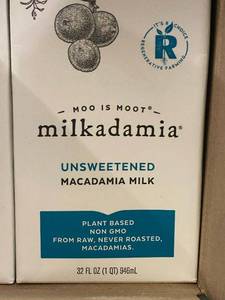 IT'S A CHOICE
R
REGENERATIVE FARMING
MOO IS MOOT®
milkadamia®
UNSWEETENED
MACADAMIA MILK
PLANT BASED
NON GMO
FROM RAW, NEVER ROASTED,
MACADAMIAS.
32 FL OZ (1 QT) 946mL